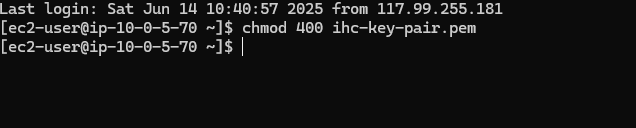 Last login: Sat Jun 14 10:40:57 2025 from 117.99.255.181
[ec2-user@ip-10-0-5-70 ~]$ chmod 400 ihc-key-pair.pem
[ec2-user@ip-10-0-5-70 ~]$